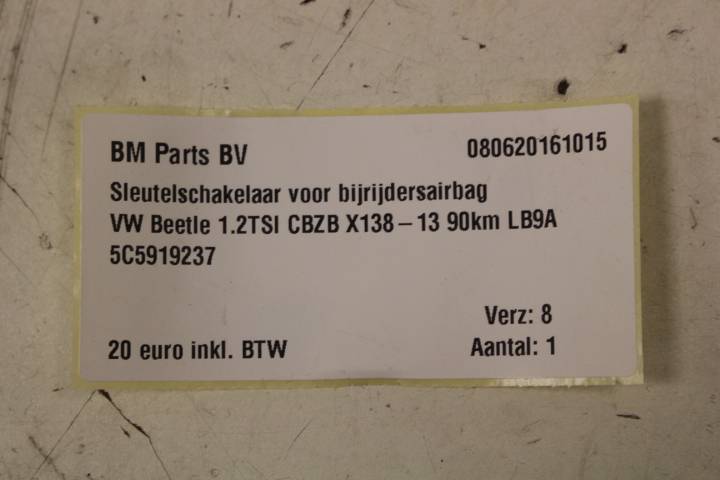 BM Parts BV 080620161015
Sleutelschakelaar voor bijrijdersairbag
VW Beetle 1.2TSI CBZB X138 – 13 90km LB9A
5C5919237
Verz: 8
20 euro inkl. BTW Aantal: 1